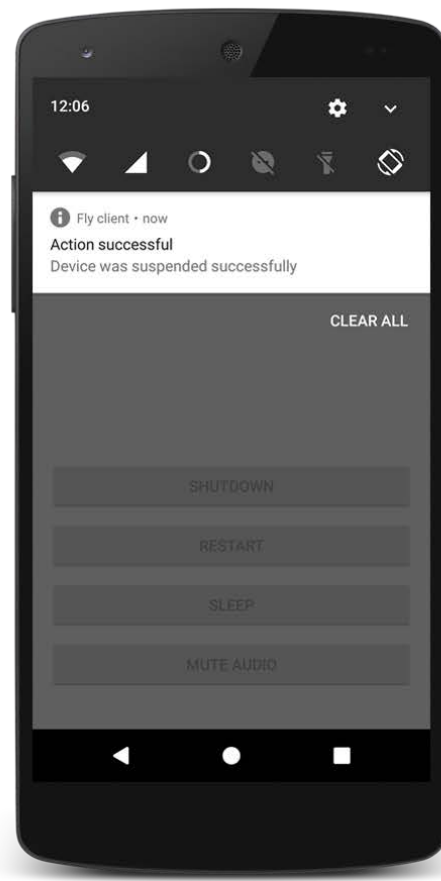 12:06
Fly client • now
Action successful
Device was suspended successfully
CLEAR ALL
SHUTDOWN
RESTART
SLEEP
MUTE AUDIO